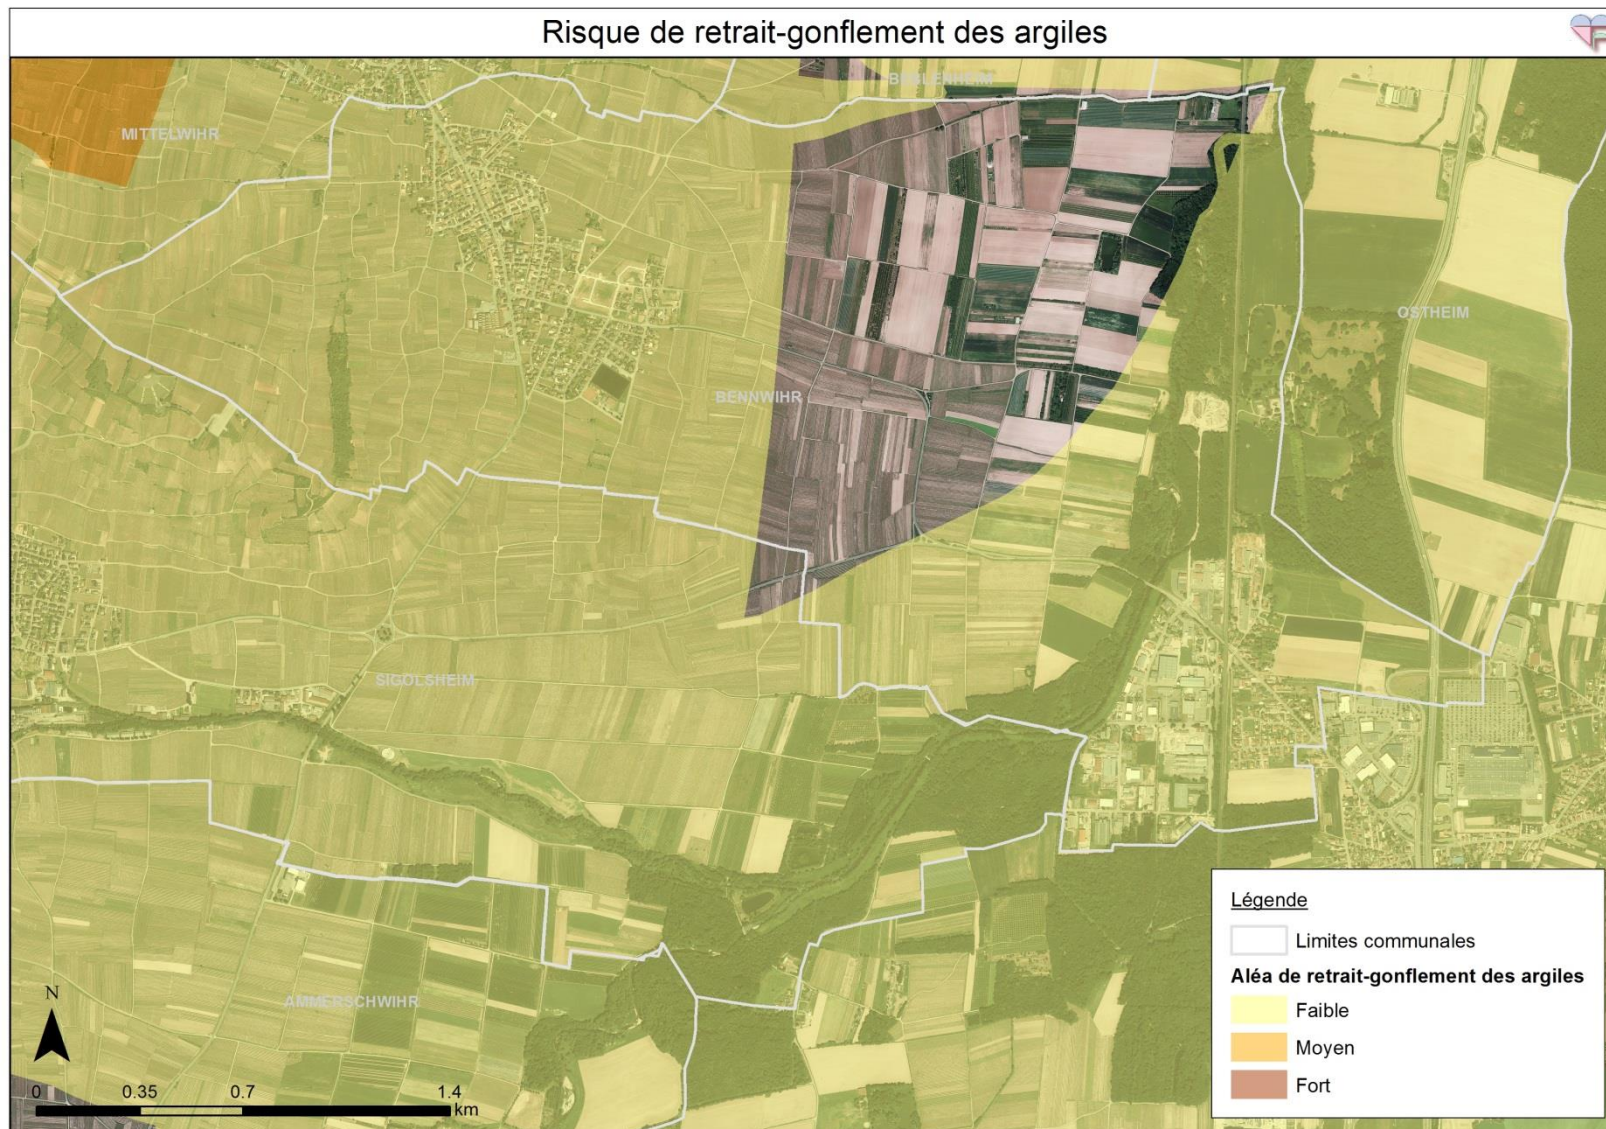 Risque de retrait-gonflement des argiles
BEBLENHEIM
MITTELWIHR
OSTHEIM
BENNWIHR
SIGOLSHEIM
AMMERSCHWIHR
Légende
Limites communales
Aléa de retrait-gonflement des argiles
Faible
Moyen
Fort
N
0 0.35 0.7 1.4
km